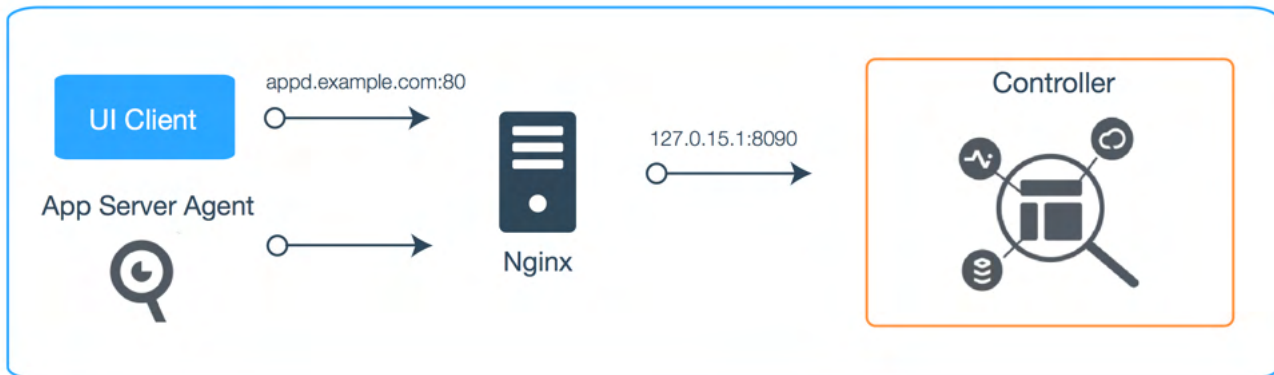 appd.example.com:80
UI Client
App Server Agent
Nginx
127.0.15.1:8090
Controller